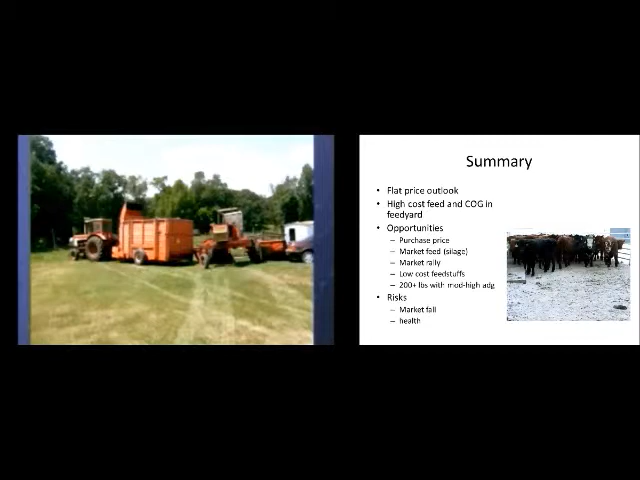 Summary
• Flat price outlook
• High cost feed and COG in
feedyard
• Opportunities
– Purchase price
– Market feed (silage)
– Market rally
– Low cost feedstuffs
– 200+ lbs with mod-high adg
• Risks
– Market fall
– health